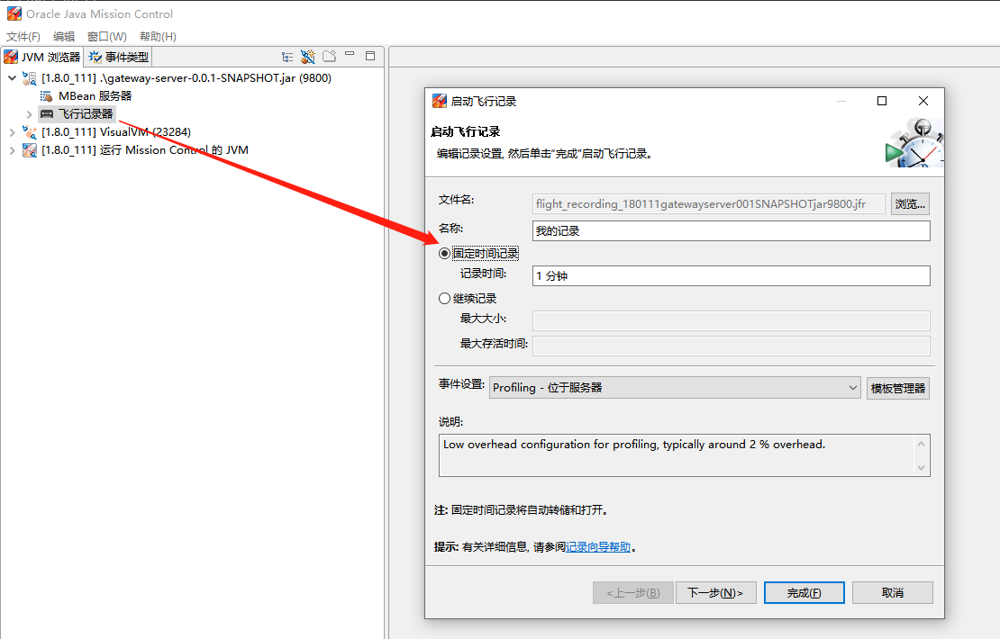 Oracle Java Mission Control
文件(F) 编辑 窗口(W) 帮助(H)
JVM 浏览器 事件类型
[1.8.0_111] .\gateway-server-0.0.1-SNAPSHOT.jar (9800)
MBean 服务器
飞行记录器
[1.8.0_111] VisualVM (23284)
[1.8.0_111] 运行 Mission Control 的 JVM
启动飞行记录
启动飞行记录
编辑记录设置, 然后单击"完成"启动飞行记录。
文件名: flight_recording_180111gatewayserver001SNAPSHOTjar9800.jfr 浏览...
名称: 我的记录
固定时间记录
记录时间: 1 分钟
继续记录
最大大小:
最大存活时间:
事件设置: Profiling - 位于服务器 模板管理器
说明:
Low overhead configuration for profiling, typically around 2 % overhead.
注: 固定时间记录将自动转储和打开。
提示: 有关详细信息, 请参阅记录向导帮助。
<上一步(B) 下一步(N)> 完成(F) 取消